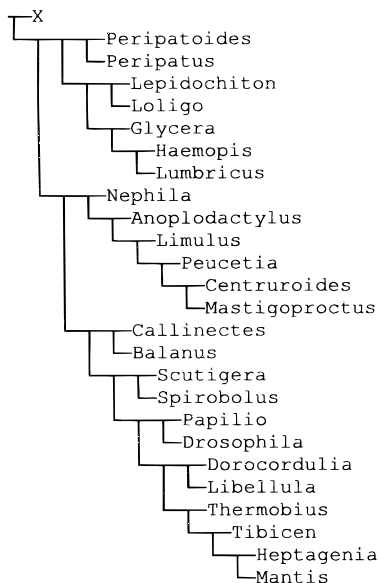 X
Peripatoides
Peripatus
Lepidochiton
Loligo
Glycera
Haemopis
Lumbricus
Nephila
Anoplodactylus
Limulus
Peucetia
Centruroides
Mastigoproctus
Callinectes
Balanus
Scutigera
Spirobolus
Papilio
Drosophila
Dorocordulia
Libellula
Thermobius
Tibicen
Heptagenia
Mantis